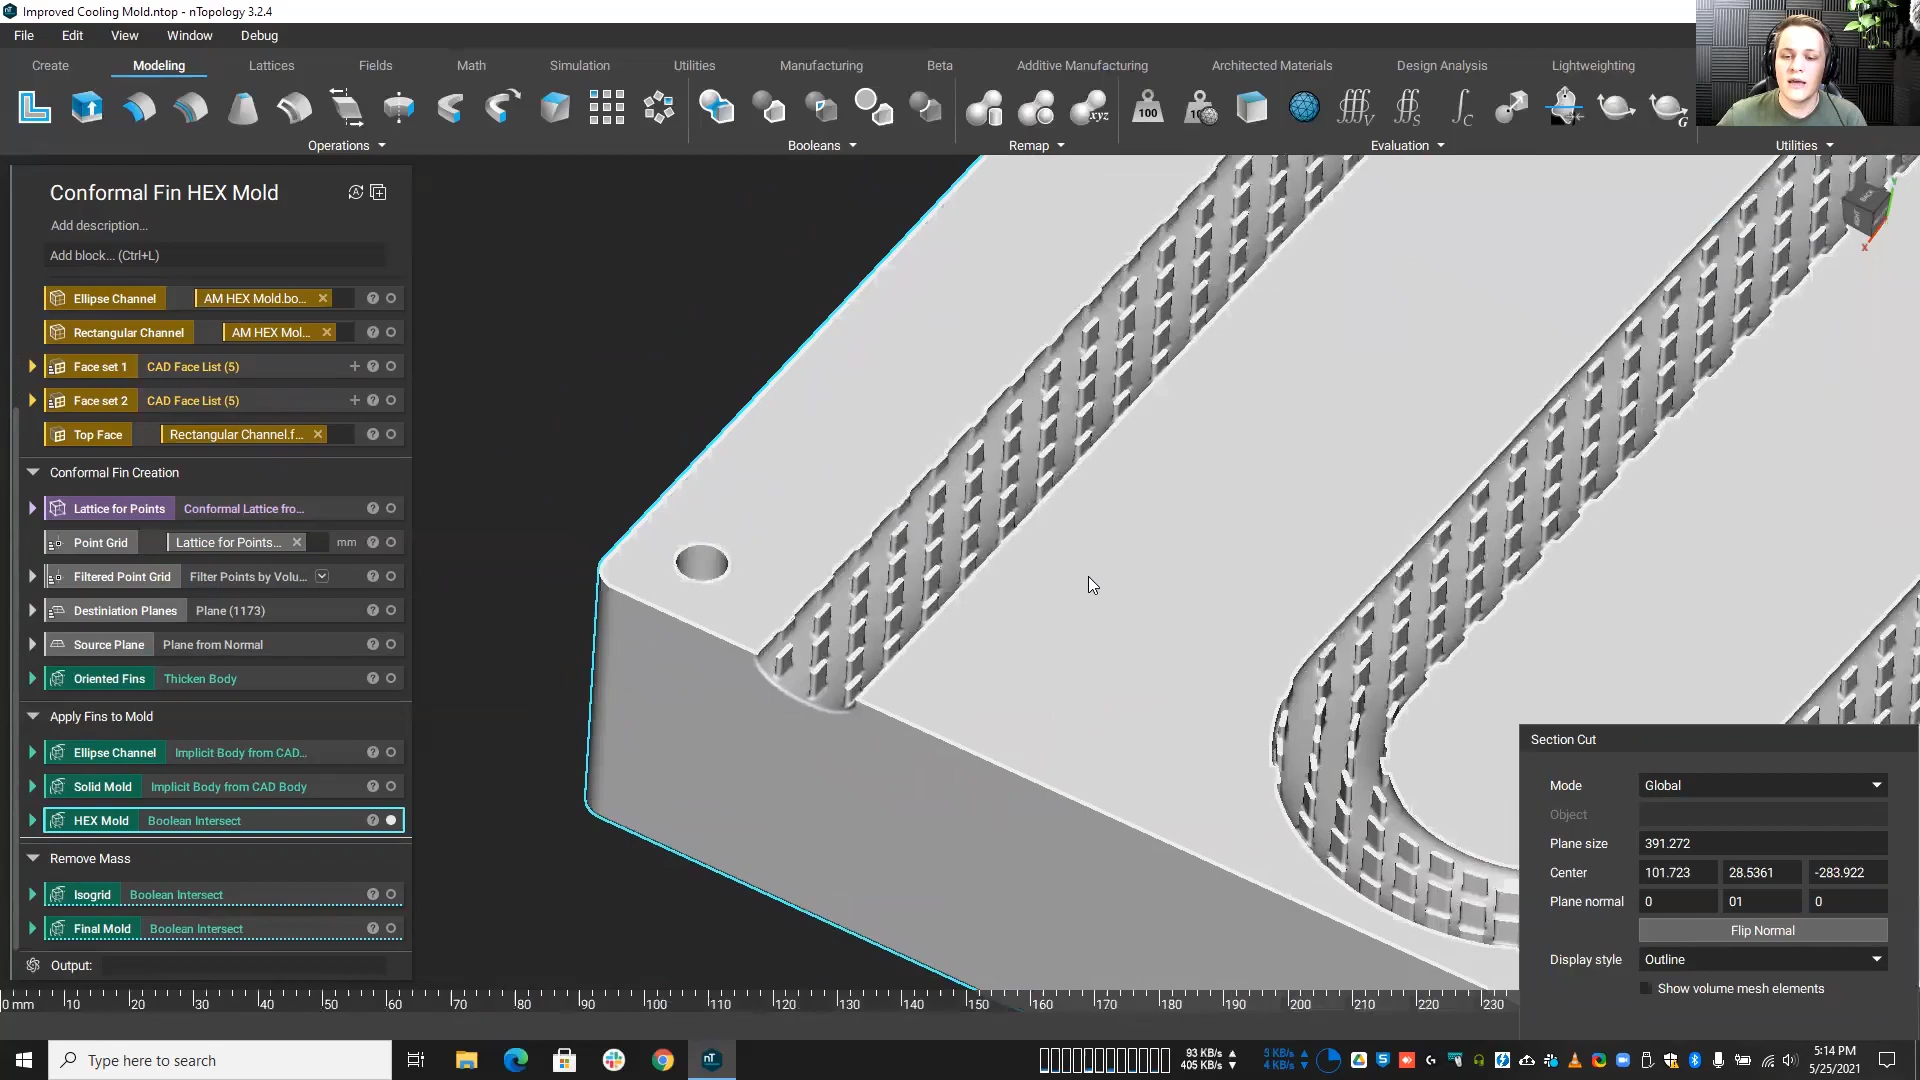 Improved Cooling Mold.ntop - nTopology 3.2.4
File Edit View Window Debug
Create Modeling Lattices Fields Math Simulation Utilities Manufacturing Beta Additive Manufacturing Architected Materials Design Analysis Lightweighting
Operations Booleans Remap Evaluation Utilities
Conformal Fin HEX Mold
Add description...
Add block... (Ctrl+L)
Ellipse Channel AM HEX Mold.bo...
Rectangular Channel AM HEX Mol...
Face set 1 CAD Face List (5)
Face set 2 CAD Face List (5)
Top Face Rectangular Channel.f...
Conformal Fin Creation
Lattice for Points Conformal Lattice fro...
Point Grid Lattice for Points... mm
Filtered Point Grid Filter Points by Volu...
Destiniation Planes Plane (1173)
Source Plane Plane from Normal
Oriented Fins Thicken Body
Apply Fins to Mold
Ellipse Channel Implicit Body from CAD...
Solid Mold Implicit Body from CAD Body
HEX Mold Boolean Intersect
Remove Mass
Isogrid Boolean Intersect
Final Mold Boolean Intersect
Output:
Section Cut
Mode Global
Object
Plane size 391.272
Center 101.723 28.5361 -283.922
Plane normal 0 01 0
Flip Normal
Display style Outline
Show volume mesh elements
0 mm 10 20 30 40 50 60 70 80 90 100 110 120 130 140 150 160 170 180 190 200 210 220 230
Type here to search
93 KB/s
405 KB/s
5 KB/s
4 KB/s
5:14 PM
5/25/2021